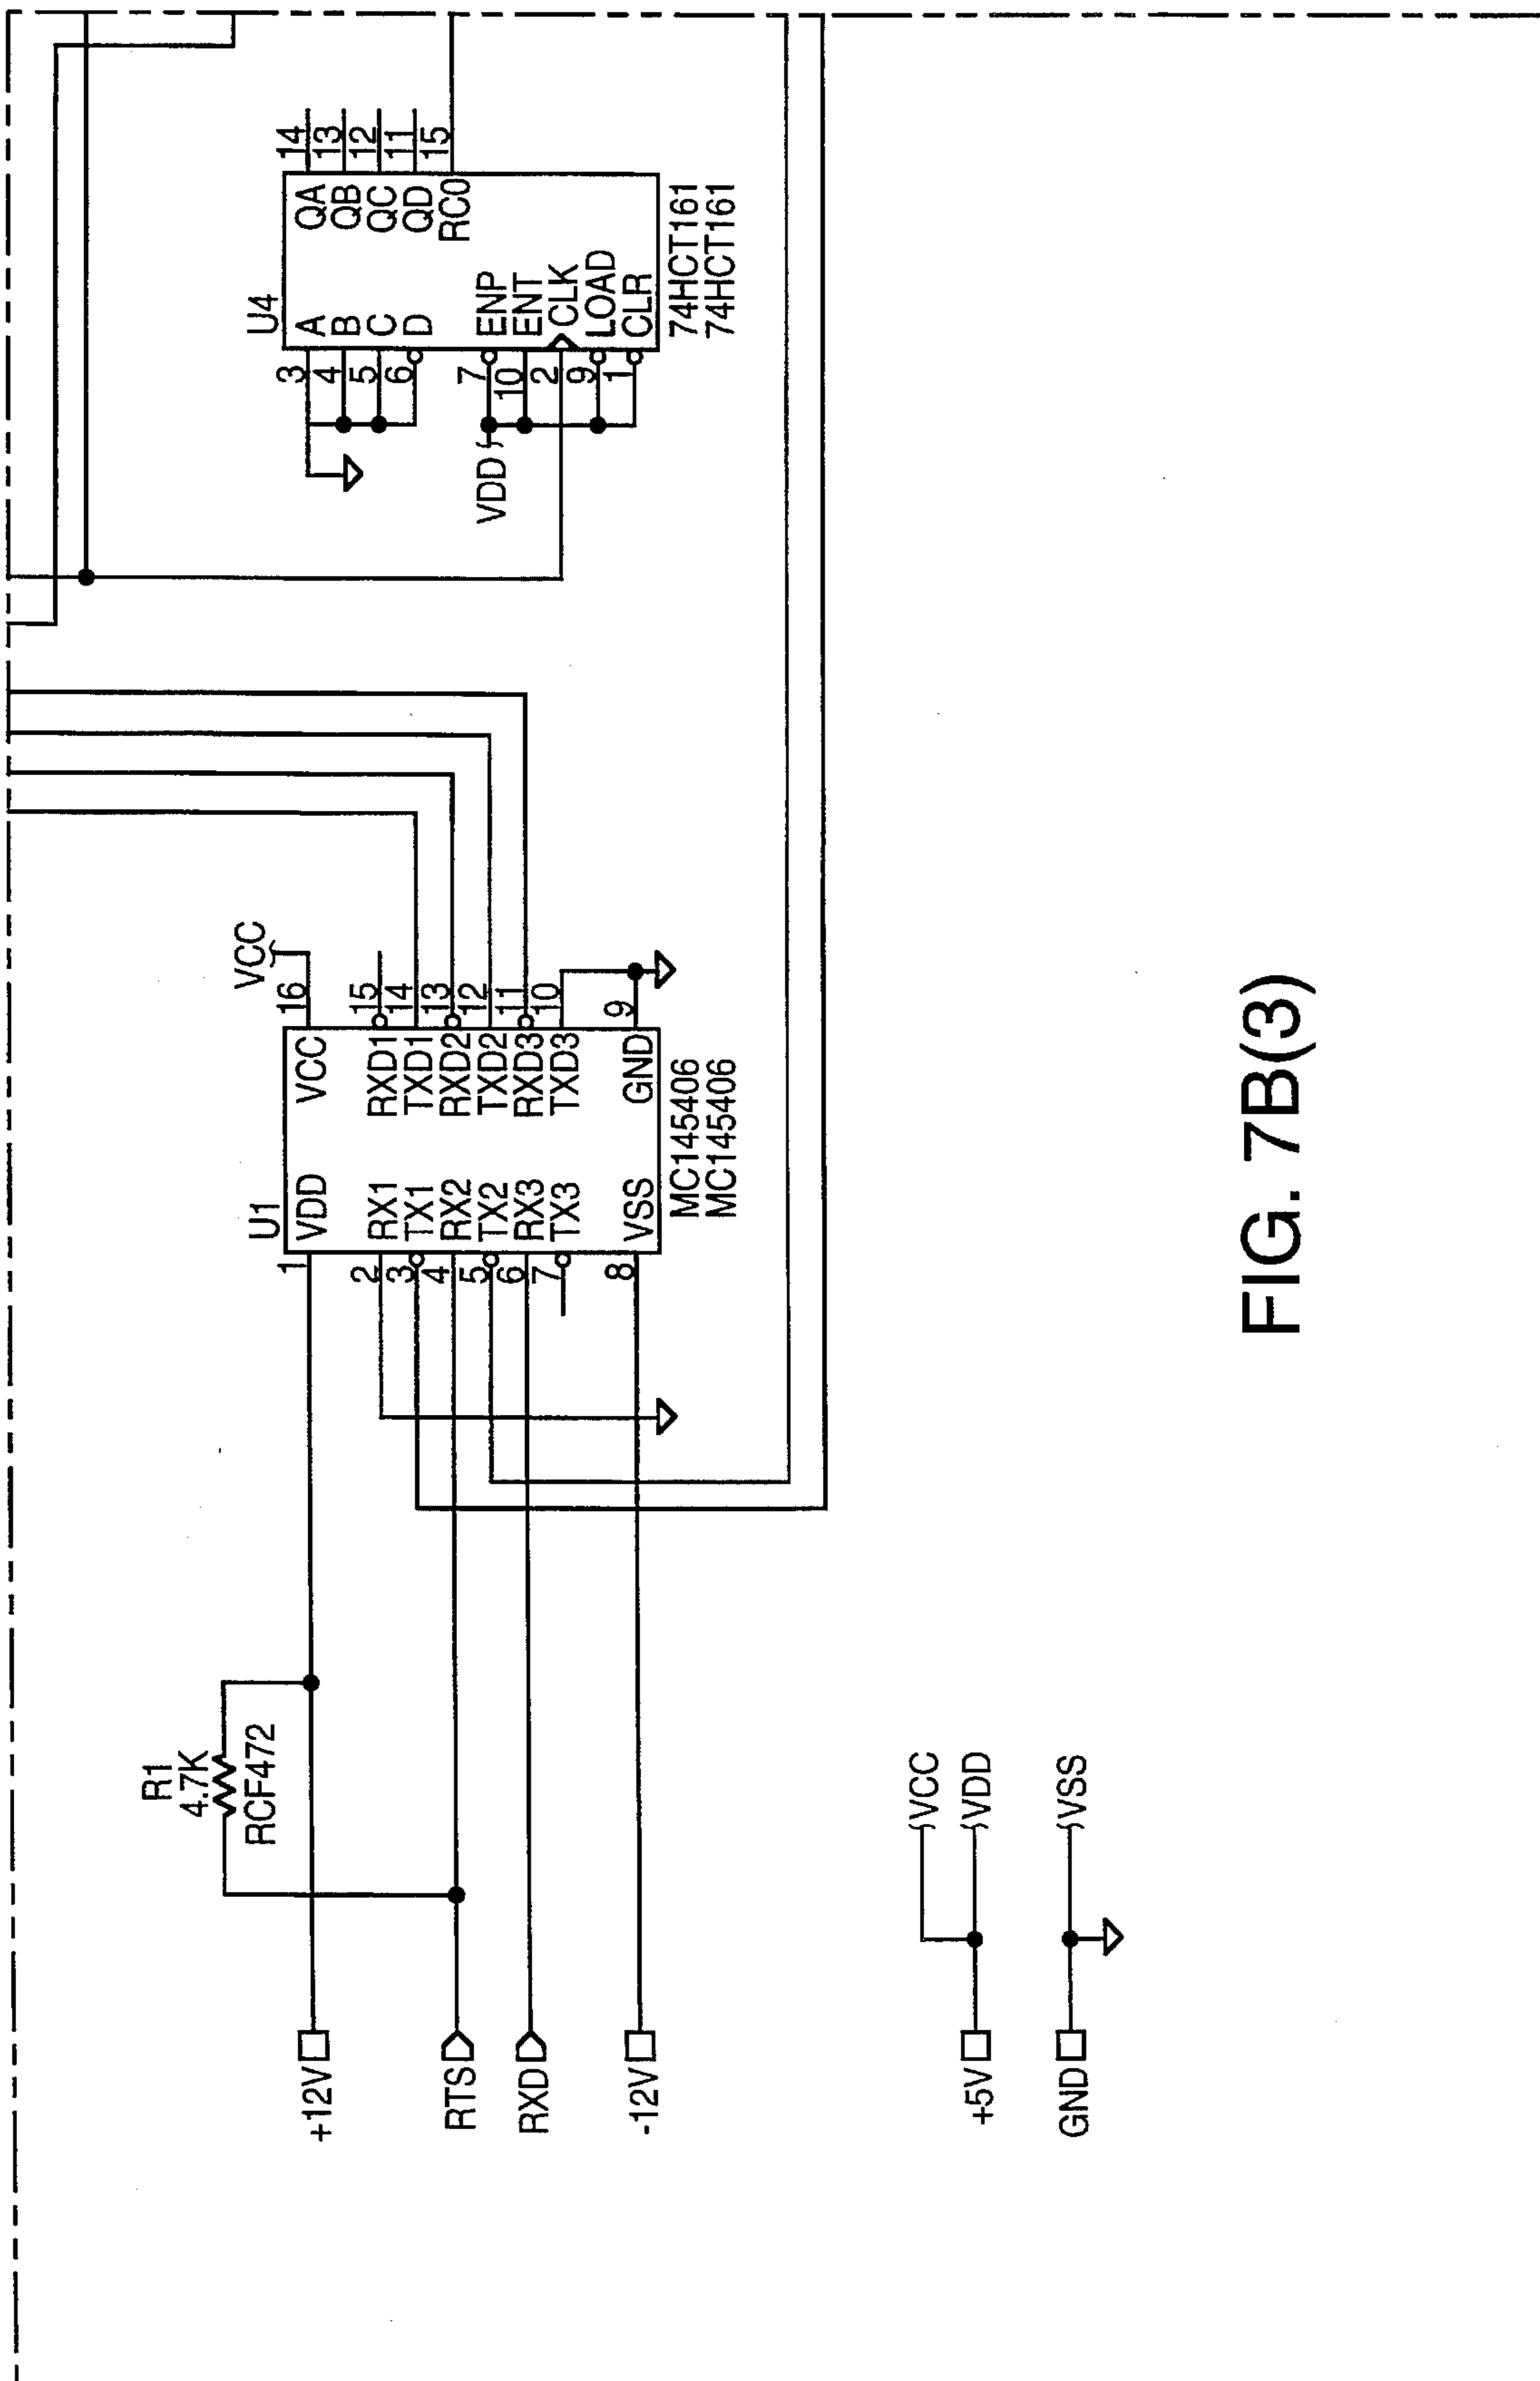 R1
4.7K
RCF472
+12V
RTS
RXD
-12V
U1
1 VDD VCC 16
VCC
2 RX1 RXD1 15
3 TX1 TXD1 14
4 RX2 RXD2 13
5 TX2 TXD2 12
6 RX3 RXD3 11
7 TX3 TXD3 10
8 VSS GND 9
MC145406
MC145406
U4
3 A QA 14
4 B QB 13
5 C QC 12
6 D QD 11
RC0 15
VDD
7 ENP
10 ENT
2 CLK
9 LOAD
1 CLR
74HCT161
74HCT161
VCC
+5V VDD
GND VSS
FIG. 7B(3)